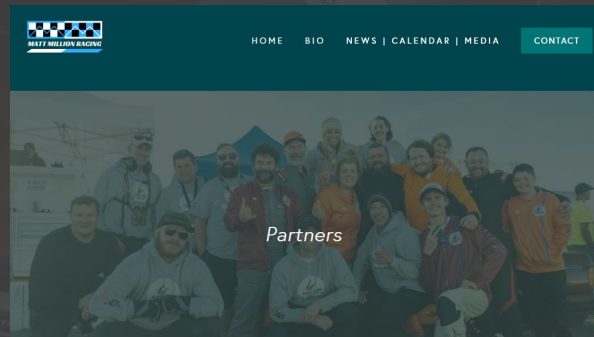 MATT MILLION RACING
HOME BIO NEWS | CALENDAR | MEDIA CONTACT
Partners